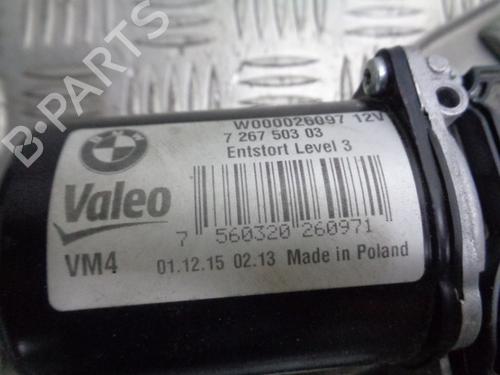 BMW
W000026097 12V
7 267 503 03
Entstort Level 3
Valeo
7 560320 260971
VM4 01.12.15 02.13 Made in Poland